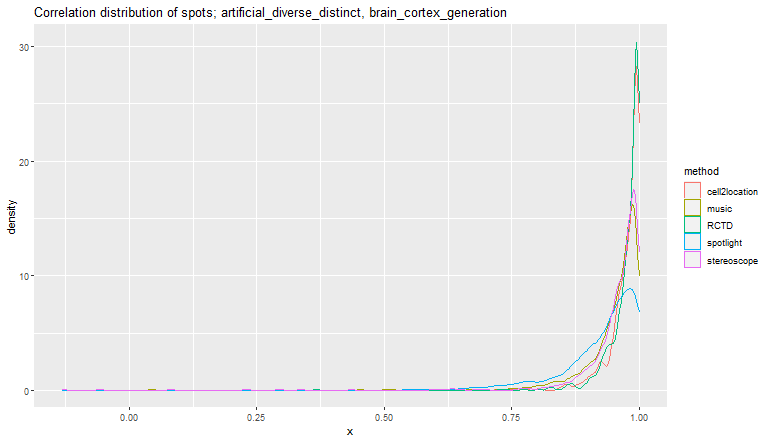 Correlation distribution of spots; artificial_diverse_distinct, brain_cortex_generation
30
20
10
0
density
0.00
0.25
0.50
0.75
1.00
x
method
cell2location
music
RCTD
spotlight
stereoscope